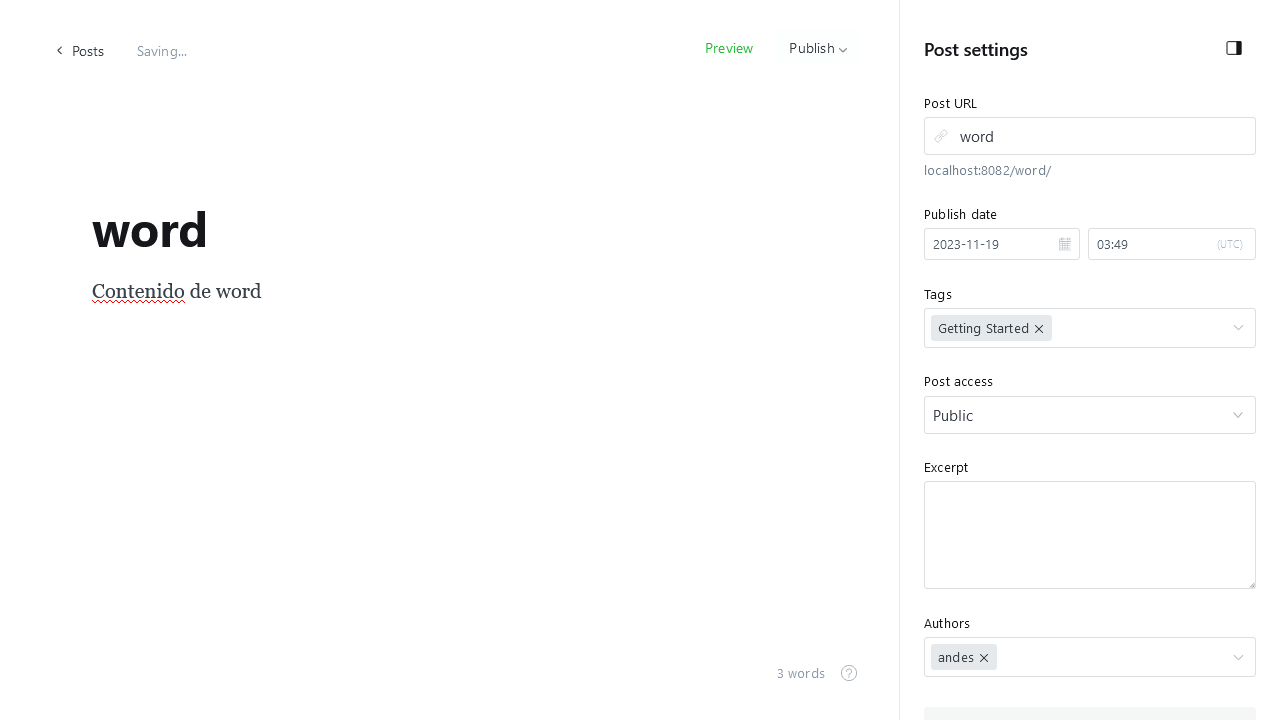 Posts
Saving...
Preview
Publish
Post settings
Post URL
word
localhost:8082/word/
Publish date
2023-11-19
03:49
(UTC)
Tags
Getting Started
Post access
Public
Excerpt
Authors
andes
word
Contenido de word
3 words
?